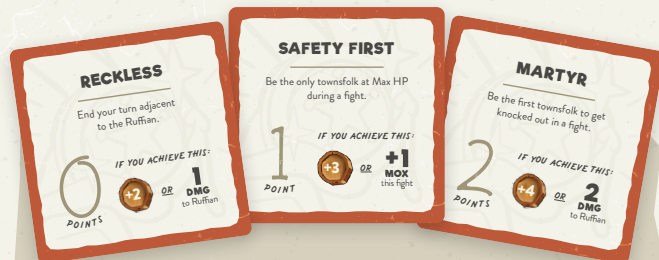 RECKLESS
End your turn adjacent
to the Ruffian.
0
POINTS
IF YOU ACHIEVE THIS:
+2
OR
1
DMG
to Ruffian
SAFETY FIRST
Be the only townsfolk at Max HP
during a fight.
1
POINT
IF YOU ACHIEVE THIS:
+3
OR
+1
MOX
this fight
MARTYR
Be the first townsfolk to get
knocked out in a fight.
2
POINTS
IF YOU ACHIEVE THIS:
+4
OR
2
DMG
to Ruffian